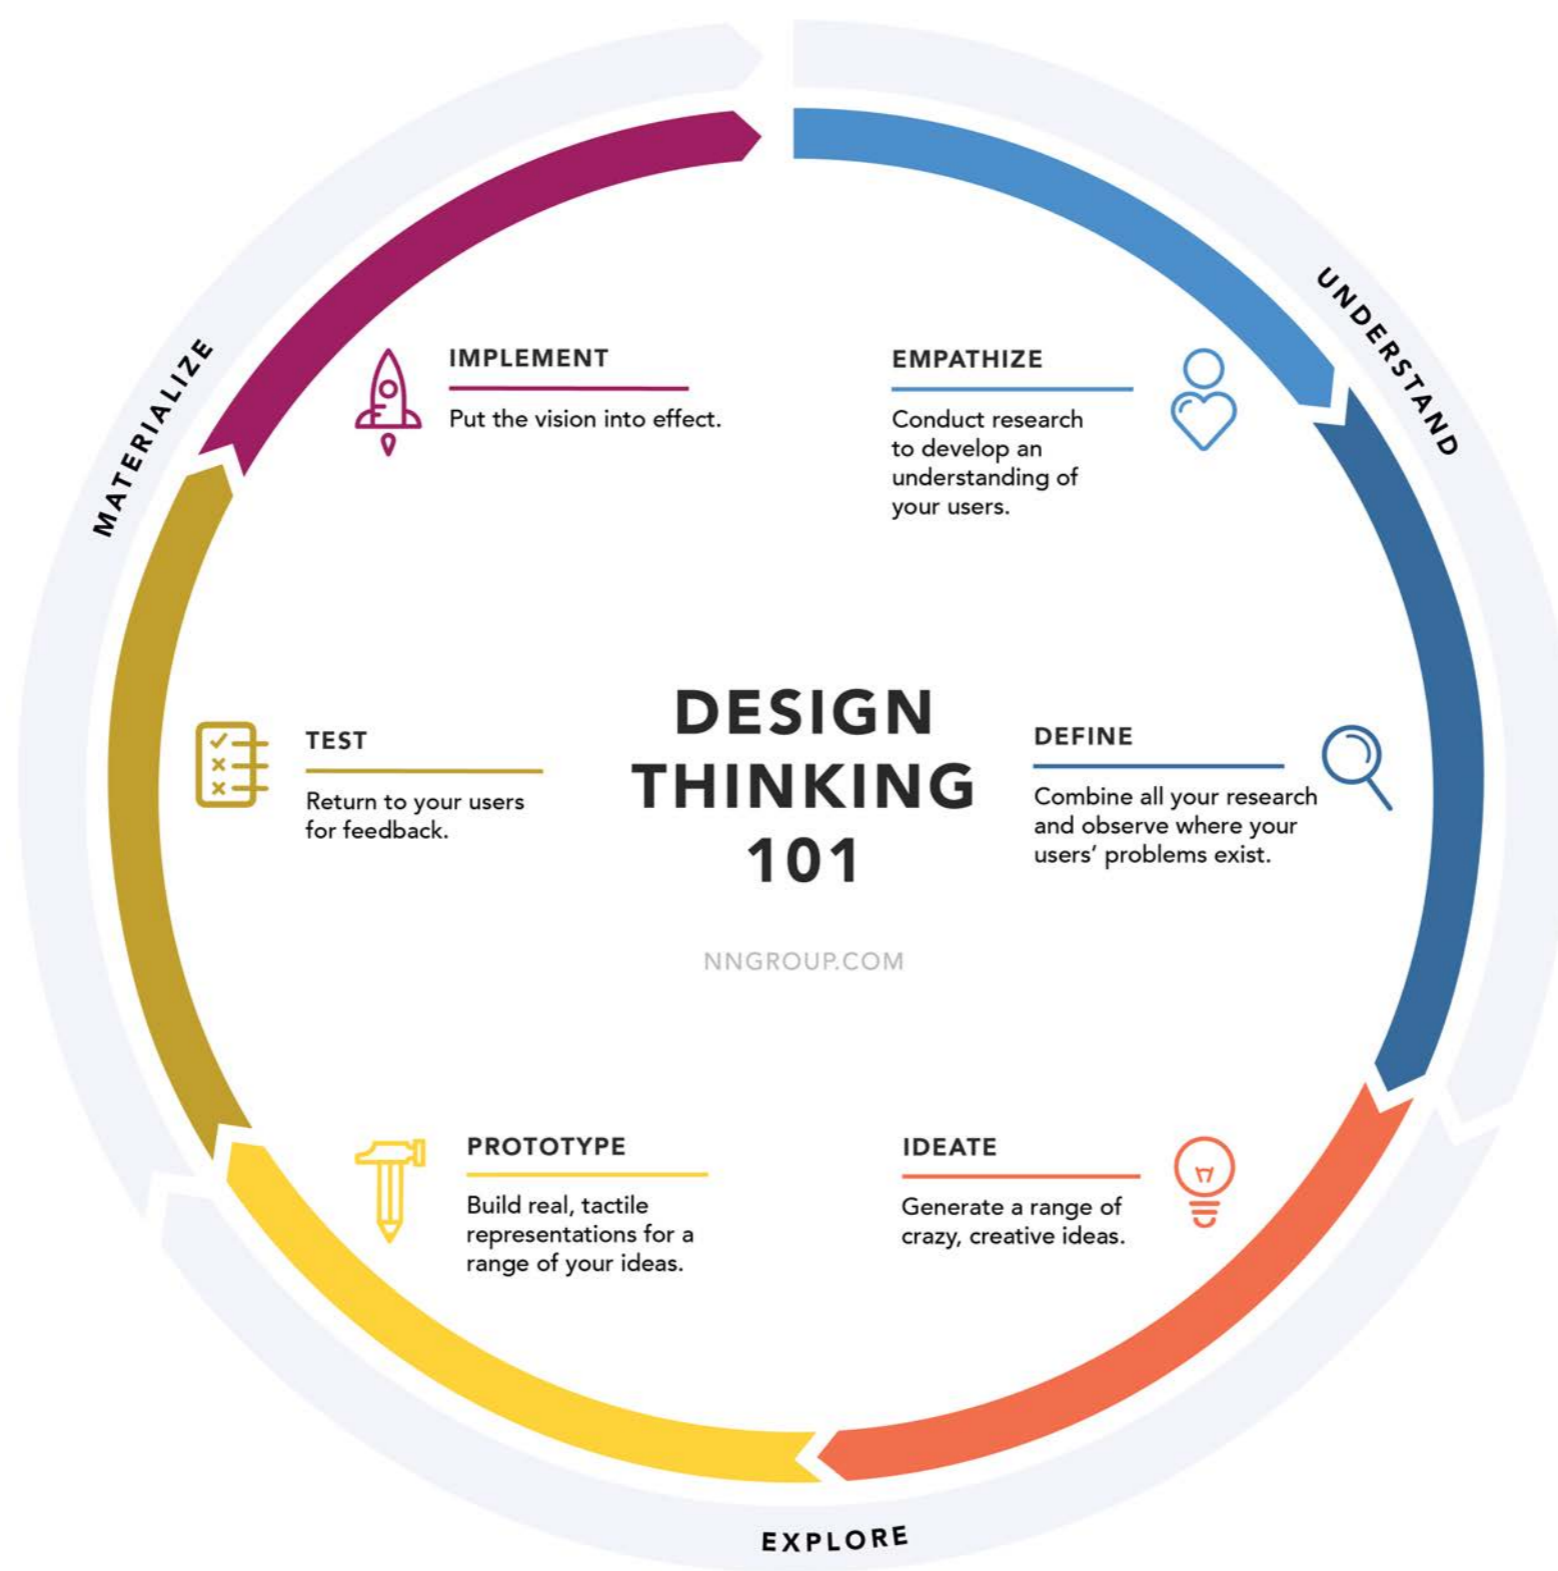 DESIGN
THINKING
101
NNGROUP.COM
UNDERSTAND
EMPATHIZE
Conduct research
to develop an
understanding of
your users.
DEFINE
Combine all your research
and observe where your
users’ problems exist.
EXPLORE
IDEATE
Generate a range of
crazy, creative ideas.
PROTOTYPE
Build real, tactile
representations for a
range of your ideas.
MATERIALIZE
TEST
Return to your users
for feedback.
IMPLEMENT
Put the vision into effect.